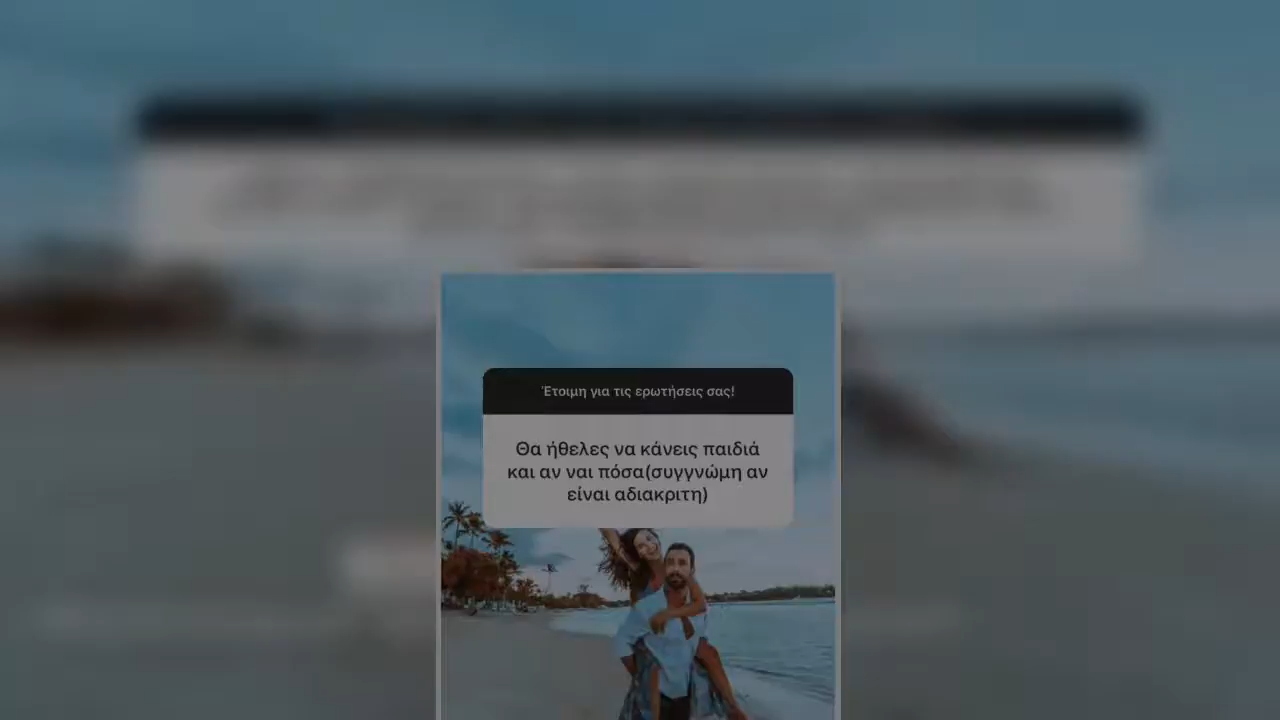 Έτοιμη για τις ερωτήσεις σας!
Θα ήθελες να κάνεις παιδιά
και αν ναι πόσα(συγγνώμη αν
είναι αδιακριτη)